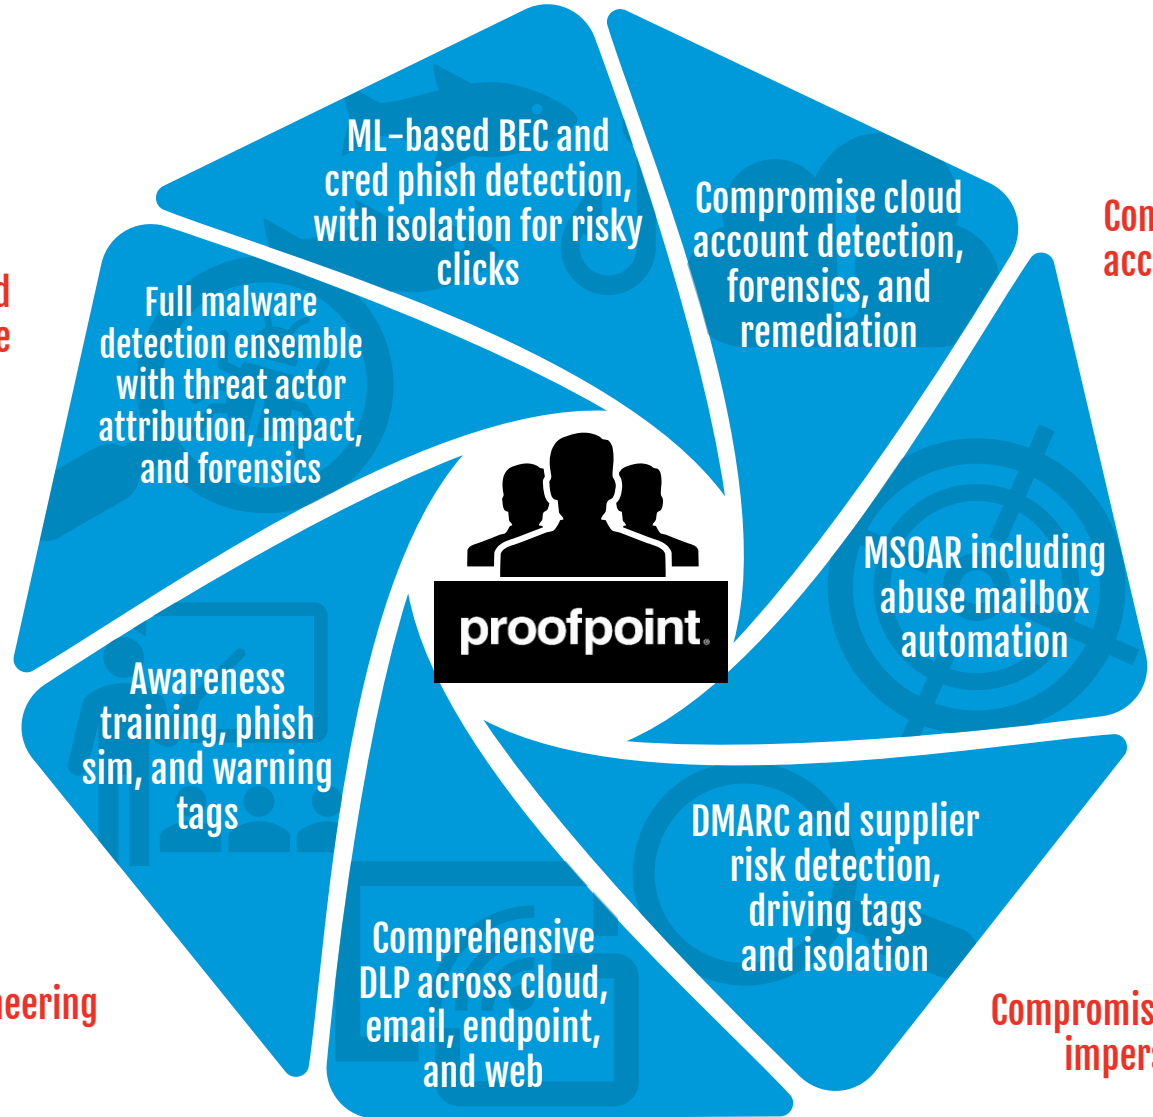 ML-based BEC and
cred phish detection,
with isolation for risky
clicks
Compromise cloud
account detection,
forensics, and
remediation
Full malware
detection ensemble
with threat actor
attribution, impact,
and forensics
proofpoint
MSOAR including
abuse mailbox
automation
Awareness
training, phish
sim, and warning
tags
DMARC and supplier
risk detection,
driving tags
and isolation
Comprehensive
DLP across cloud,
email, endpoint,
and web